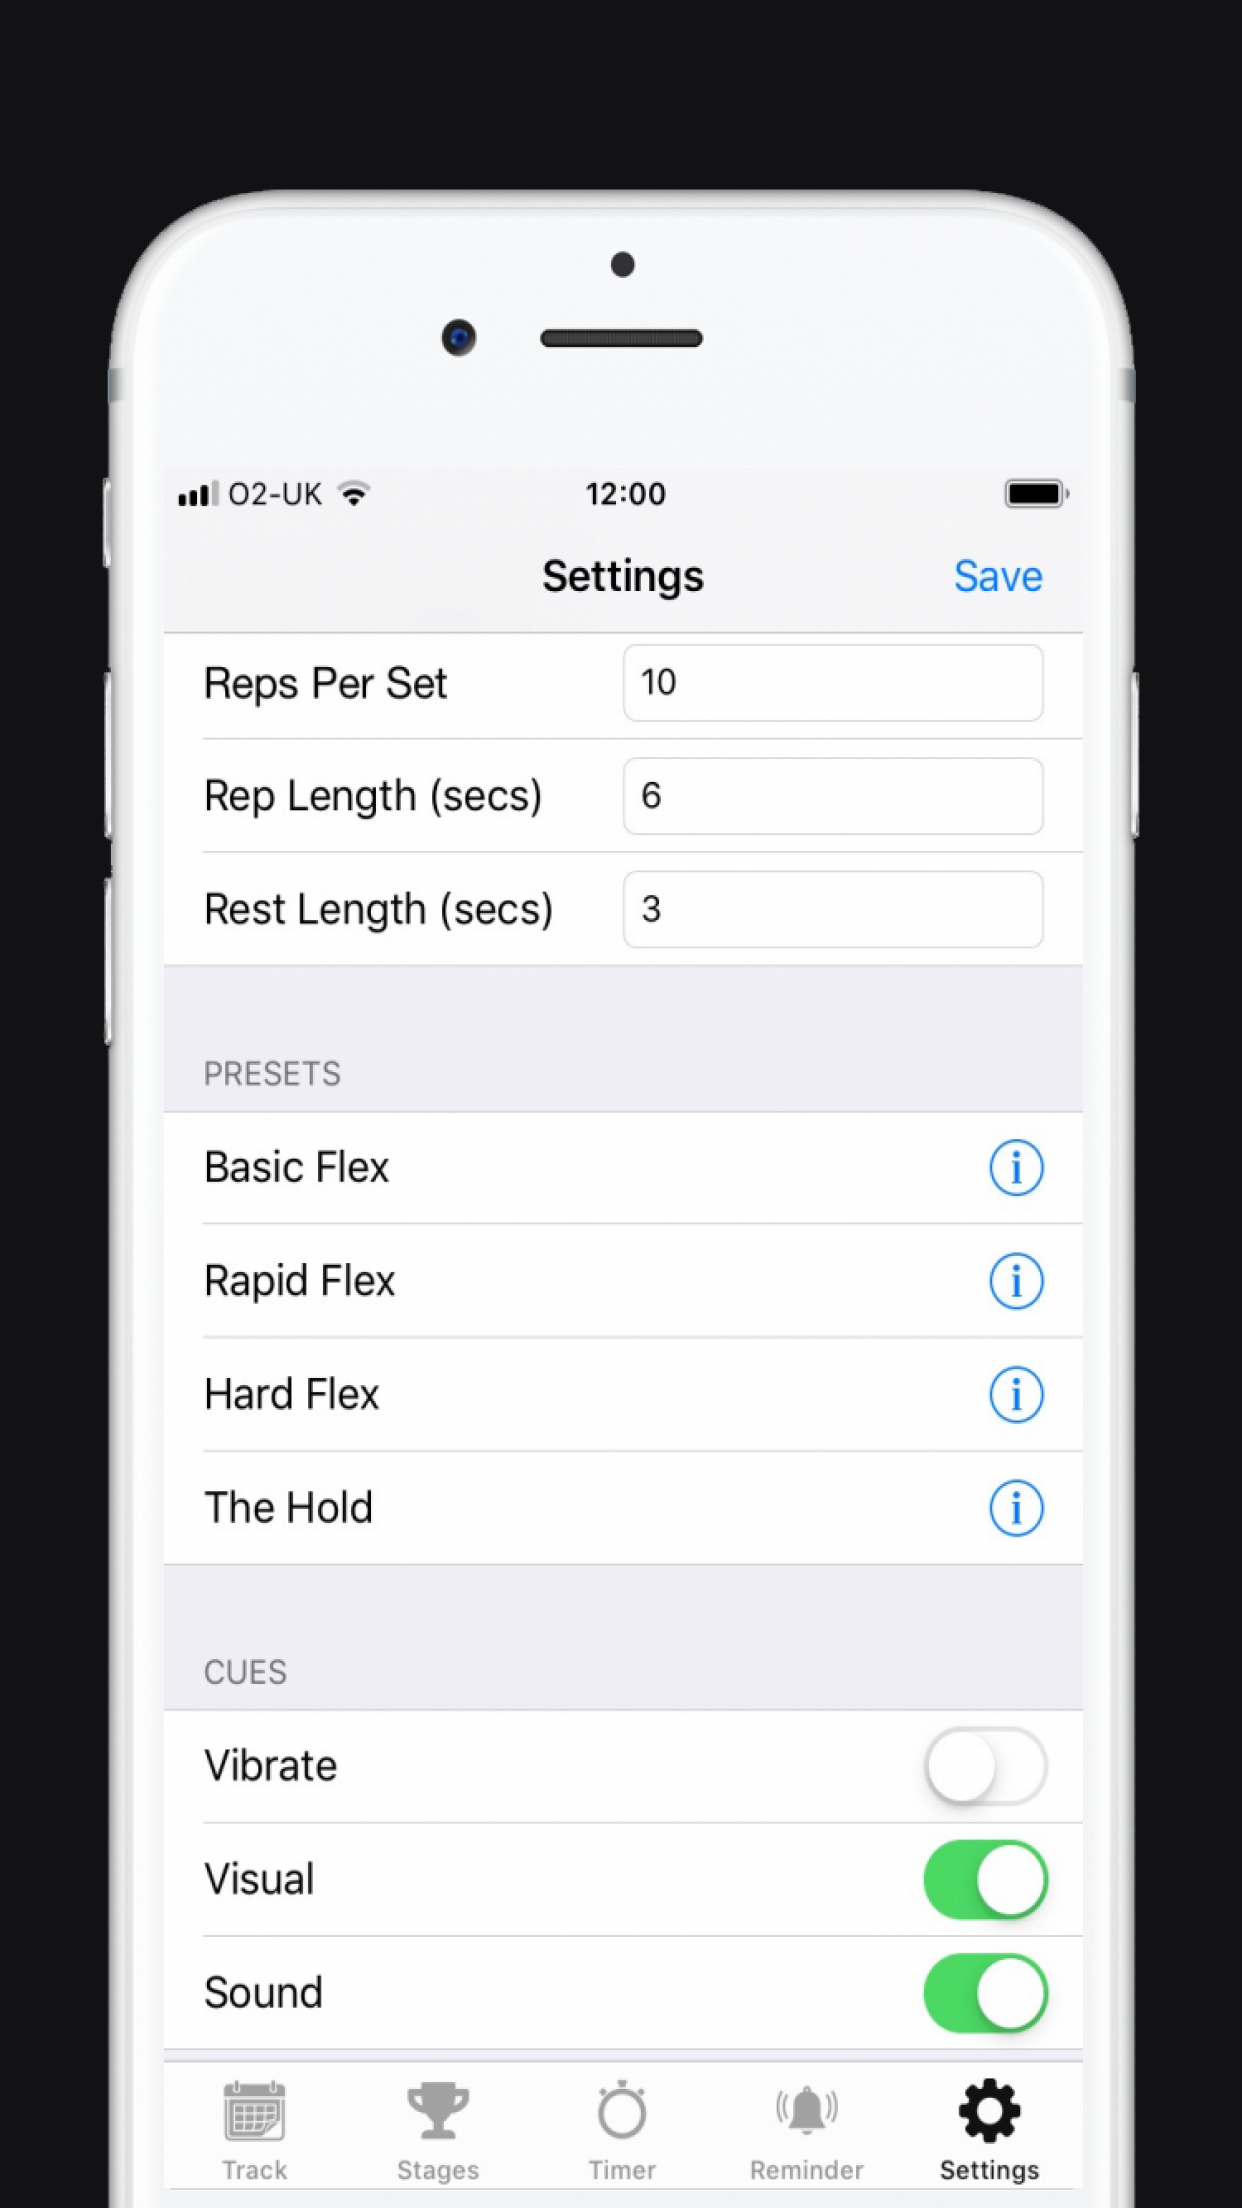 O2-UK 12:00
Settings Save
Reps Per Set 10
Rep Length (secs) 6
Rest Length (secs) 3
PRESETS
Basic Flex
Rapid Flex
Hard Flex
The Hold
CUES
Vibrate
Visual
Sound
Track Stages Timer Reminder Settings